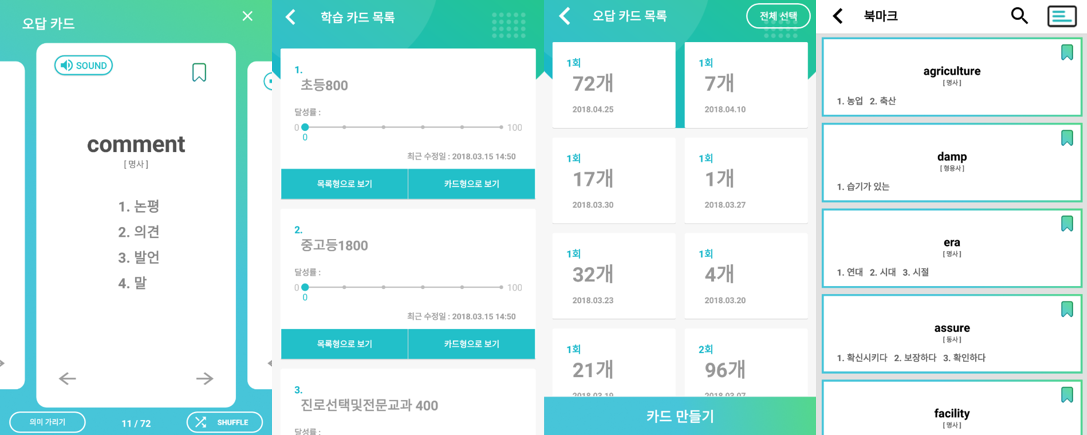 오답 카드
SOUND
comment
[ 명사 ]
1. 논평
2. 의견
3. 발언
4. 말
의미 가리기
11 / 72
SHUFFLE
학습 카드 목록
1.
초등800
달성률 :
0
100
0
최근 수정일 : 2018.03.15 14:50
목록형으로 보기
카드형으로 보기
2.
중고등1800
달성률 :
0
100
0
최근 수정일 : 2018.03.15 14:50
목록형으로 보기
카드형으로 보기
3.
진로선택및전문교과 400
달성률 :
오답 카드 목록
전체 선택
1회
72개
2018.04.25
1회
7개
2018.04.10
1회
17개
2018.03.30
1회
1개
2018.03.27
1회
32개
2018.03.23
1회
4개
2018.03.20
1회
21개
2018.03.19
2회
96개
2018.03.07
카드 만들기
북마크
agriculture
[ 명사 ]
1. 농업 2. 축산
damp
[ 형용사 ]
1. 습기가 있는
era
[ 명사 ]
1. 연대 2. 시대 3. 시절
assure
[ 동사 ]
1. 확신시키다 2. 보장하다 3. 확인하다
facility
[ 명사 ]